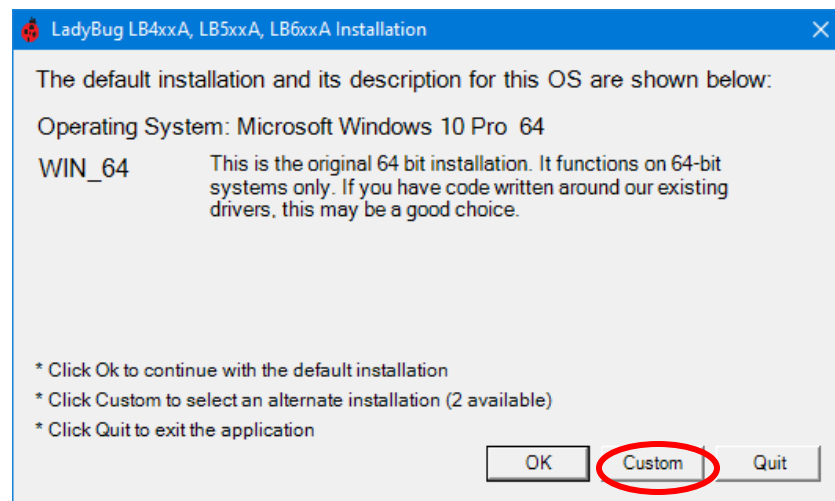 LadyBug LB4xxA, LB5xxA, LB6xxA Installation
The default installation and its description for this OS are shown below:
Operating System: Microsoft Windows 10 Pro 64
WIN_64
This is the original 64 bit installation. It functions on 64-bit
systems only. If you have code written around our existing
drivers, this may be a good choice.
* Click Ok to continue with the default installation
* Click Custom to select an alternate installation (2 available)
* Click Quit to exit the application
OK Custom Quit